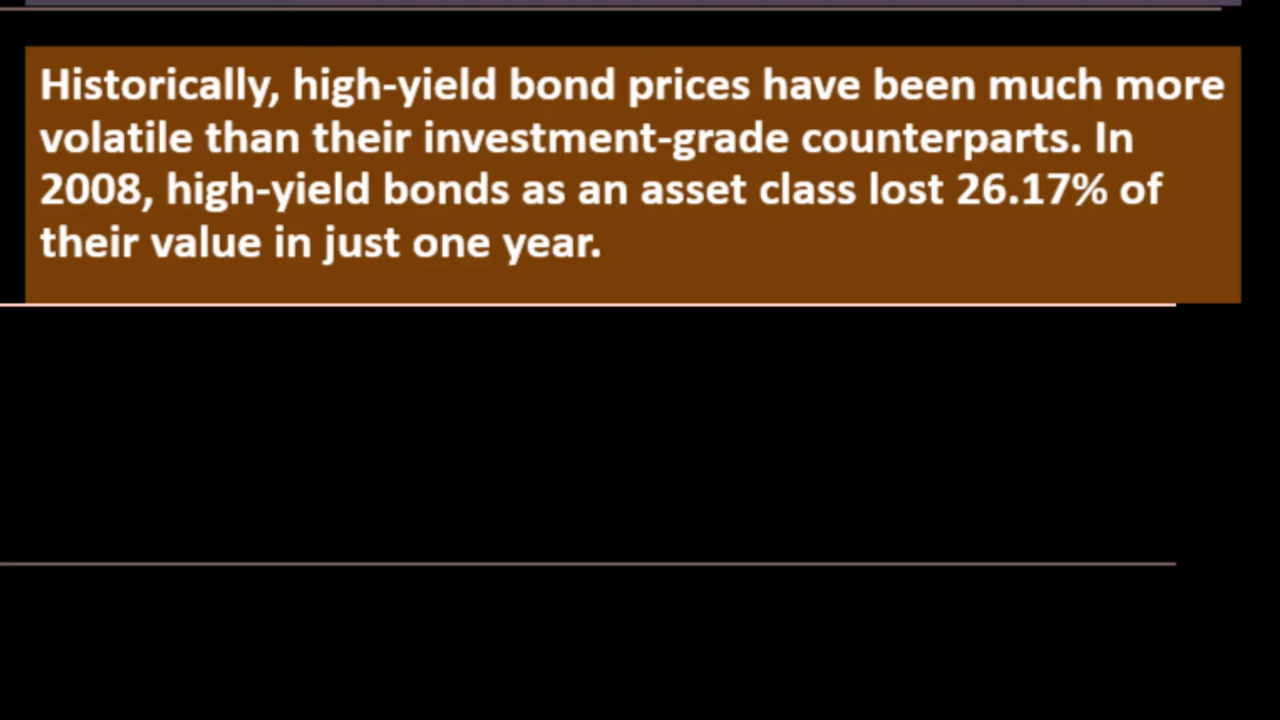 Historically, high-yield bond prices have been much more
volatile than their investment-grade counterparts. In
2008, high-yield bonds as an asset class lost 26.17% of
their value in just one year.